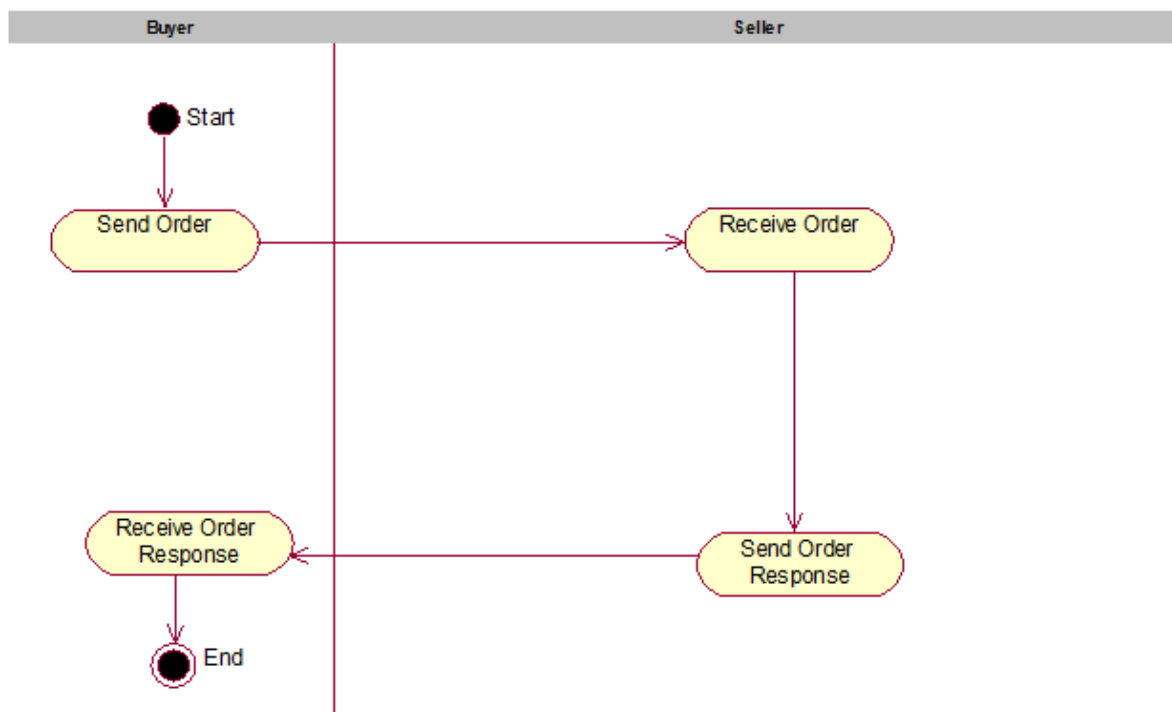 Buyer
Seller
Start
Send Order
Receive Order
Receive Order
Response
Send Order
Response
End